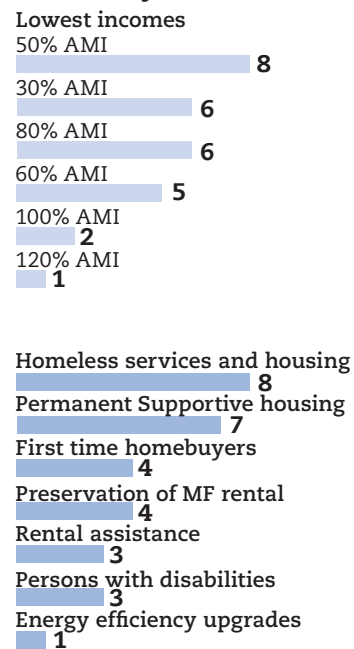 Lowest incomes
50% AMI
8
30% AMI
6
80% AMI
6
60% AMI
5
100% AMI
2
120% AMI
1
Homeless services and housing
8
Permanent Supportive housing
7
First time homebuyers
4
Preservation of MF rental
4
Rental assistance
3
Persons with disabilities
3
Energy efficiency upgrades
1